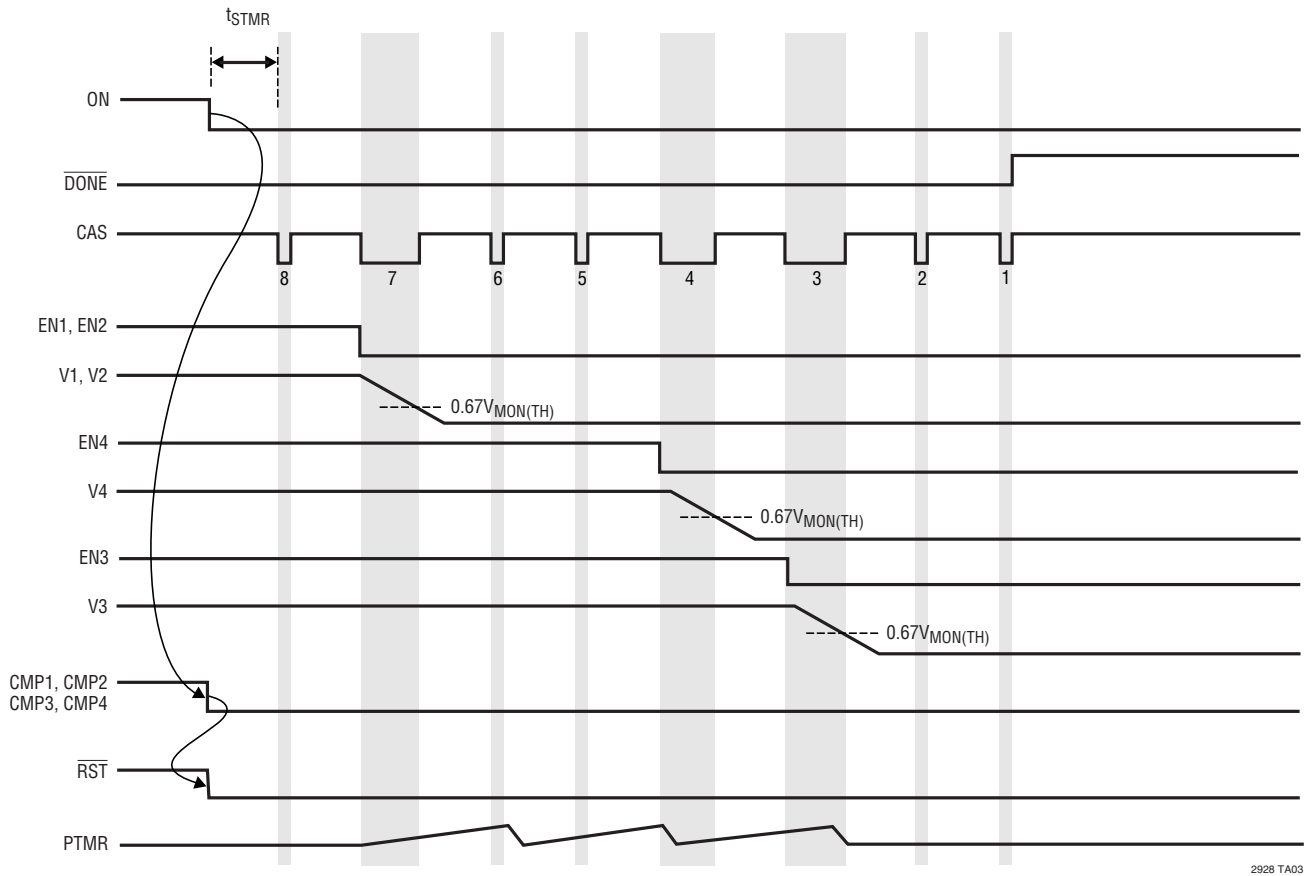 tSTMR
ON
DONE
CAS
8 7 6 5 4 3 2 1
EN1, EN2
V1, V2
0.67VMON(TH)
EN4
V4
0.67VMON(TH)
EN3
V3
0.67VMON(TH)
CMP1, CMP2
CMP3, CMP4
RST
PTMR
2928 TA03